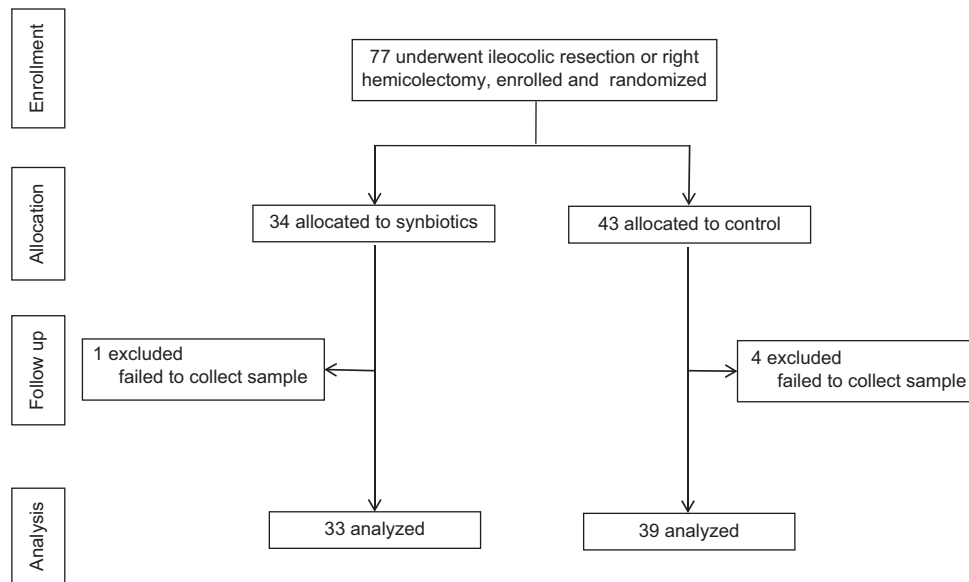 Enrollment
77 underwent ileocolic resection or right
hemicolectomy, enrolled and randomized
Allocation
34 allocated to synbiotics
43 allocated to control
Follow up
1 excluded
failed to collect sample
4 excluded
failed to collect sample
Analysis
33 analyzed
39 analyzed